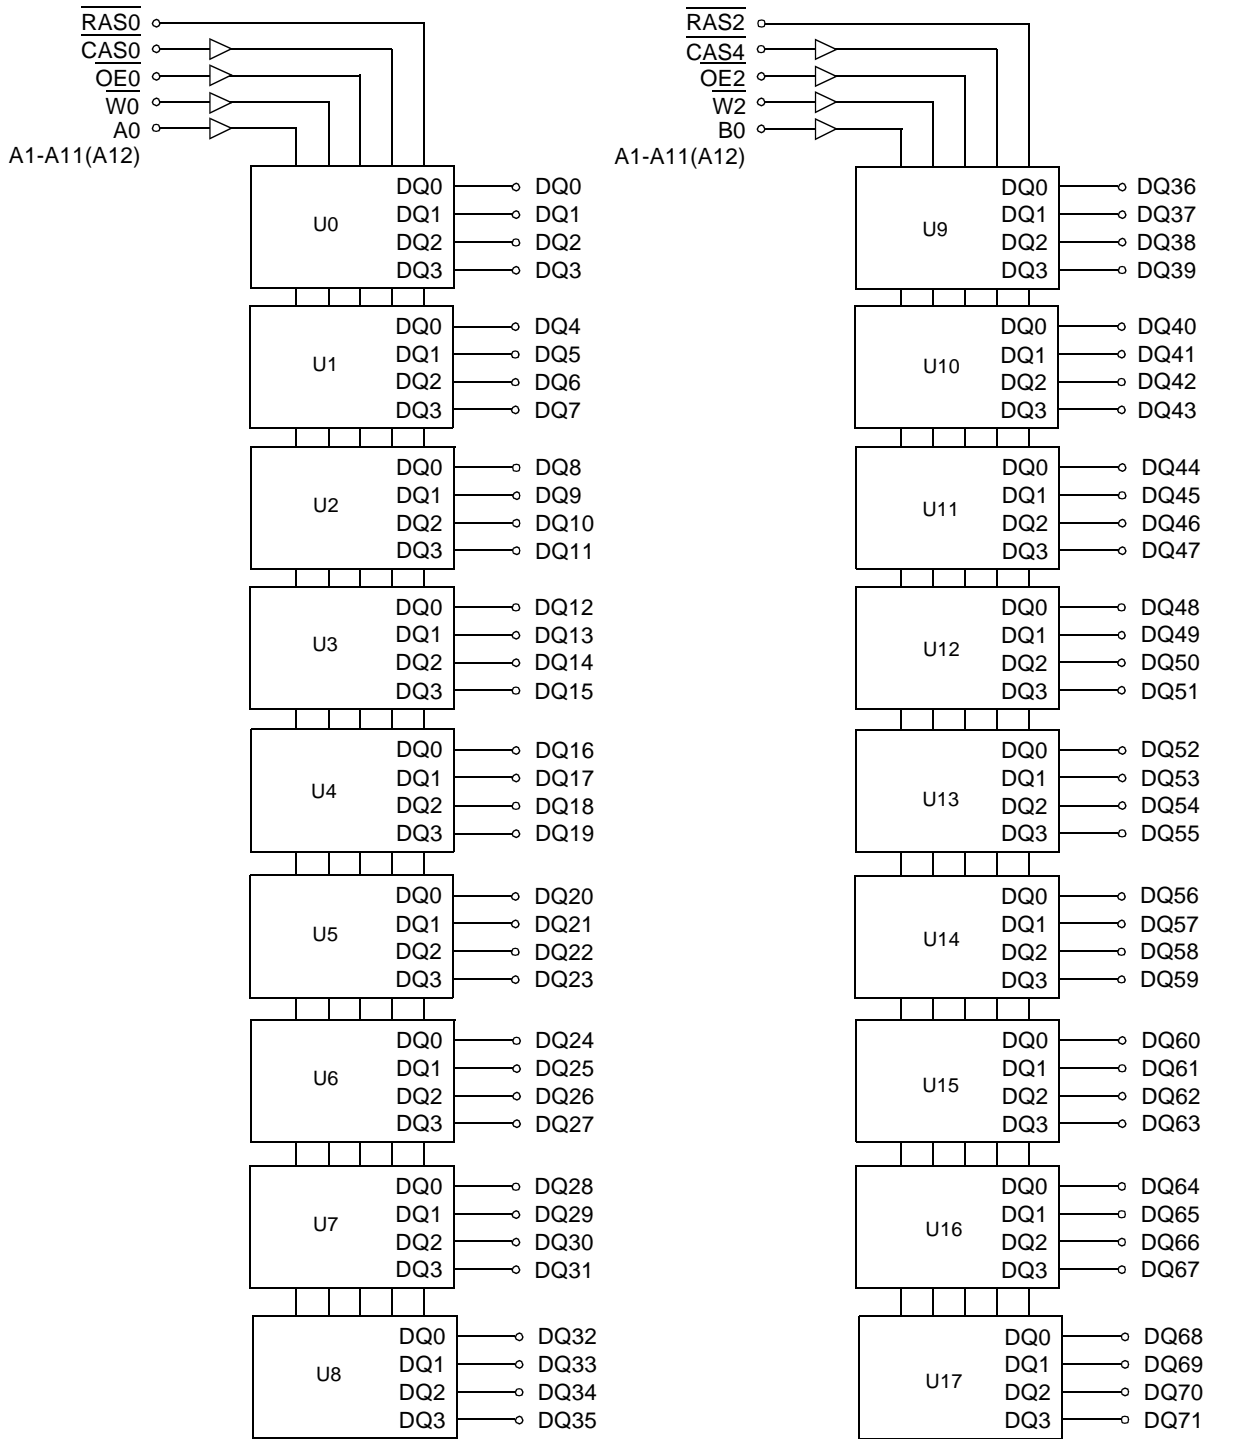 RAS0
CAS0
OE0
W0
A0
A1-A11(A12)
U0
DQ0 DQ0
DQ1 DQ1
DQ2 DQ2
DQ3 DQ3
U1
DQ0 DQ4
DQ1 DQ5
DQ2 DQ6
DQ3 DQ7
U2
DQ0 DQ8
DQ1 DQ9
DQ2 DQ10
DQ3 DQ11
U3
DQ0 DQ12
DQ1 DQ13
DQ2 DQ14
DQ3 DQ15
U4
DQ0 DQ16
DQ1 DQ17
DQ2 DQ18
DQ3 DQ19
U5
DQ0 DQ20
DQ1 DQ21
DQ2 DQ22
DQ3 DQ23
U6
DQ0 DQ24
DQ1 DQ25
DQ2 DQ26
DQ3 DQ27
U7
DQ0 DQ28
DQ1 DQ29
DQ2 DQ30
DQ3 DQ31
U8
DQ0 DQ32
DQ1 DQ33
DQ2 DQ34
DQ3 DQ35
RAS2
CAS4
OE2
W2
B0
A1-A11(A12)
U9
DQ0 DQ36
DQ1 DQ37
DQ2 DQ38
DQ3 DQ39
U10
DQ0 DQ40
DQ1 DQ41
DQ2 DQ42
DQ3 DQ43
U11
DQ0 DQ44
DQ1 DQ45
DQ2 DQ46
DQ3 DQ47
U12
DQ0 DQ48
DQ1 DQ49
DQ2 DQ50
DQ3 DQ51
U13
DQ0 DQ52
DQ1 DQ53
DQ2 DQ54
DQ3 DQ55
U14
DQ0 DQ56
DQ1 DQ57
DQ2 DQ58
DQ3 DQ59
U15
DQ0 DQ60
DQ1 DQ61
DQ2 DQ62
DQ3 DQ63
U16
DQ0 DQ64
DQ1 DQ65
DQ2 DQ66
DQ3 DQ67
U17
DQ0 DQ68
DQ1 DQ69
DQ2 DQ70
DQ3 DQ71